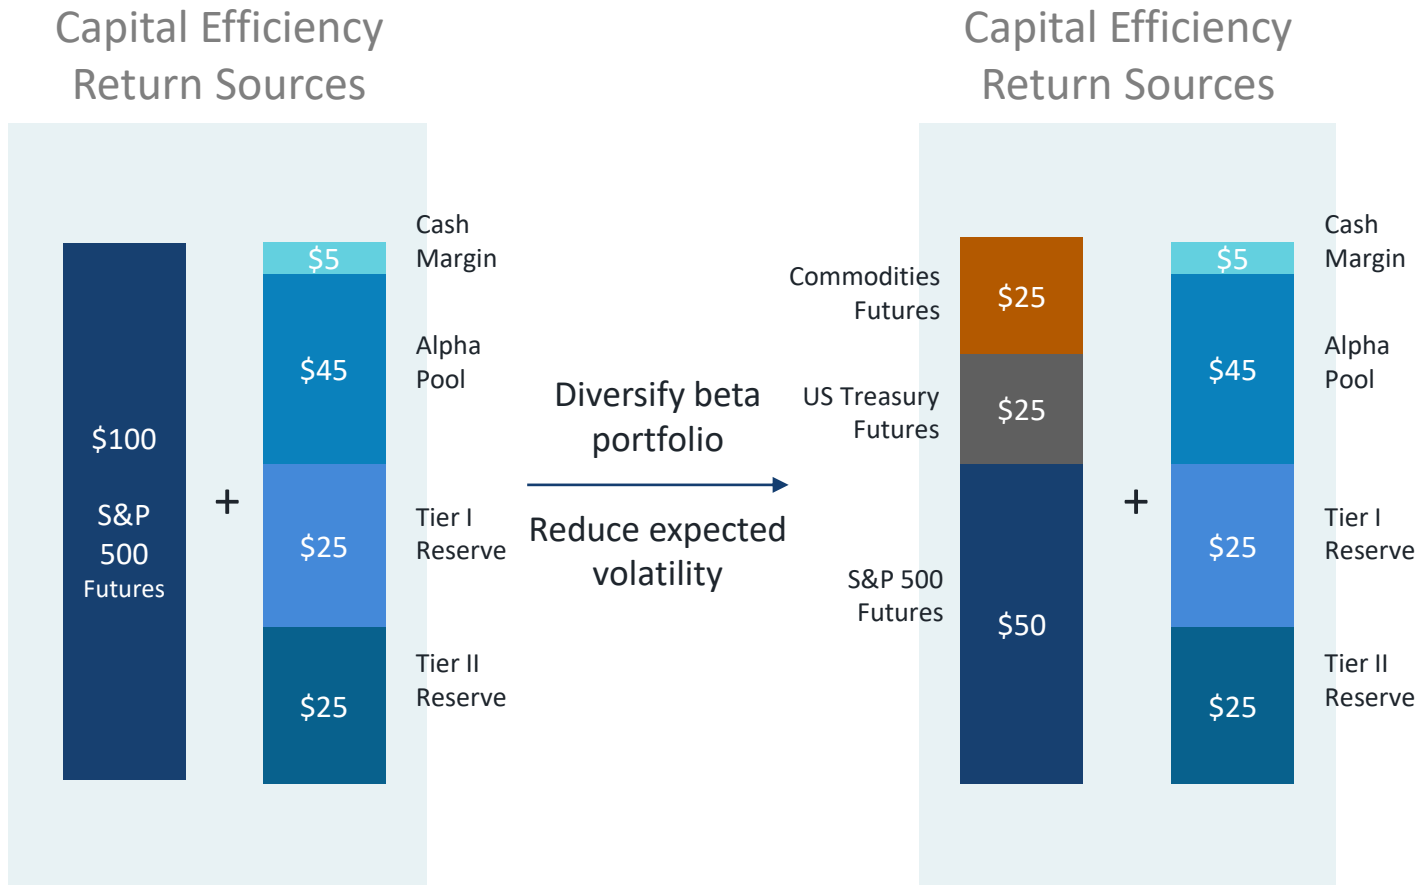 Capital Efficiency
Return Sources
$100
S&P
500
Futures
+
$5
$45
$25
$25
Cash
Margin
Alpha
Pool
Tier I
Reserve
Tier II
Reserve
Diversify beta
portfolio
Reduce expected
volatility
Capital Efficiency
Return Sources
Commodities
Futures
US Treasury
Futures
S&P 500
Futures
$25
$25
$50
+
$5
$45
$25
$25
Cash
Margin
Alpha
Pool
Tier I
Reserve
Tier II
Reserve